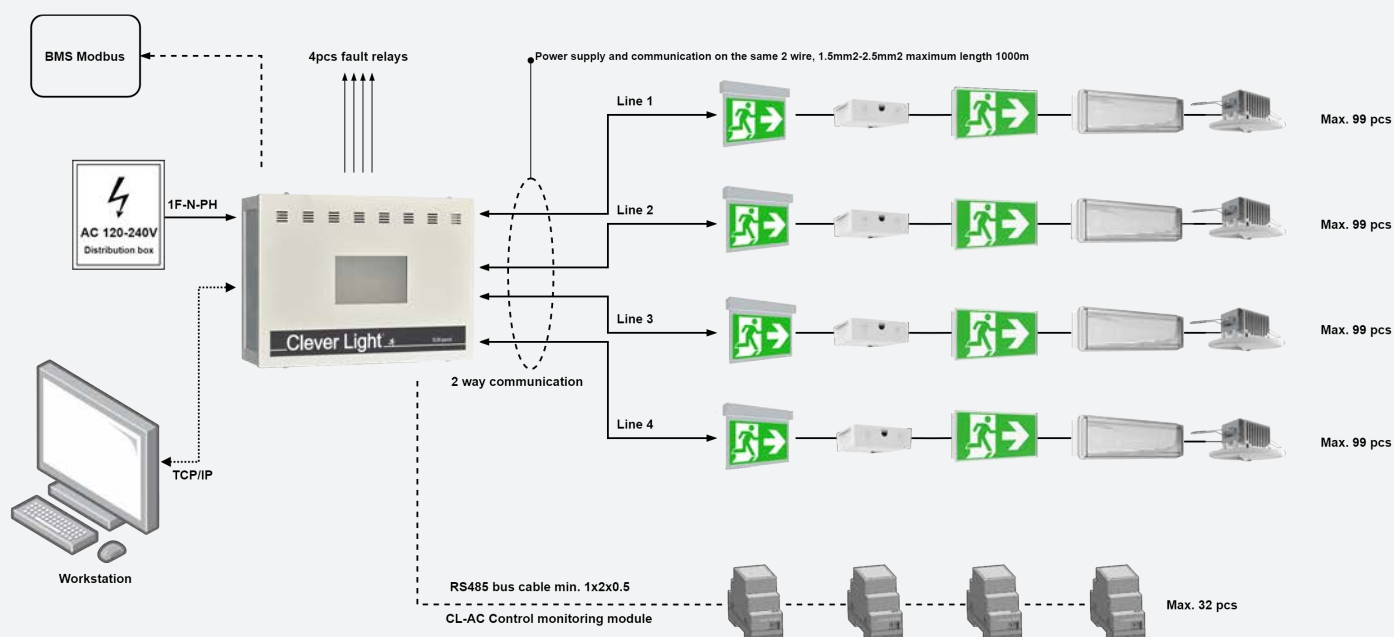 BMS Modbus
4pcs fault relays
Power supply and communication on the same 2 wire, 1.5mm2-2.5mm2 maximum length 1000m
Line 1
Max. 99 pcs
1F-N-PH
AC 120-240V
Distribution box
Line 2
Max. 99 pcs
Line 3
Max. 99 pcs
Clever Light
2 way communication
Line 4
Max. 99 pcs
TCP/IP
Workstation
RS485 bus cable min. 1x2x0.5
CL-AC Control monitoring module
Max. 32 pcs